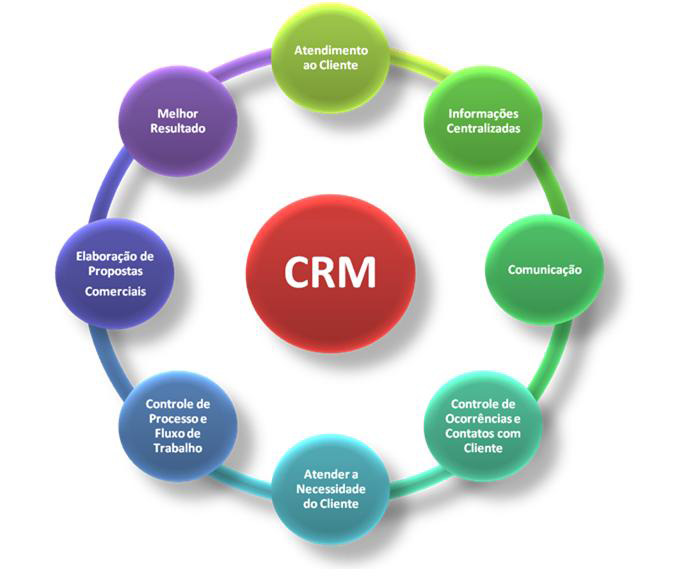 Atendimento
ao Cliente
Informações
Centralizadas
Comunicação
Controle de
Ocorrências e
Contatos com
Cliente
Atender a
Necessidade
do Cliente
Controle de
Processo e
Fluxo de
Trabalho
Elaboração de
Propostas
Comerciais
Melhor
Resultado
CRM